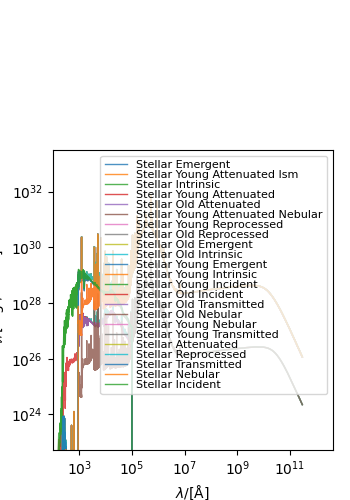 10^32
10^30
10^28
10^26
10^24
Stellar Emergent
Stellar Young Attenuated Ism
Stellar Intrinsic
Stellar Young Attenuated
Stellar Old Attenuated
Stellar Young Attenuated Nebular
Stellar Young Reprocessed
Stellar Old Reprocessed
Stellar Old Emergent
Stellar Old Intrinsic
Stellar Young Emergent
Stellar Young Intrinsic
Stellar Young Incident
Stellar Old Incident
Stellar Old Transmitted
Stellar Old Nebular
Stellar Young Nebular
Stellar Young Transmitted
Stellar Attenuated
Stellar Reprocessed
Stellar Transmitted
Stellar Nebular
Stellar Incident
10^3 10^5 10^7 10^9 10^11
λ/[Å]